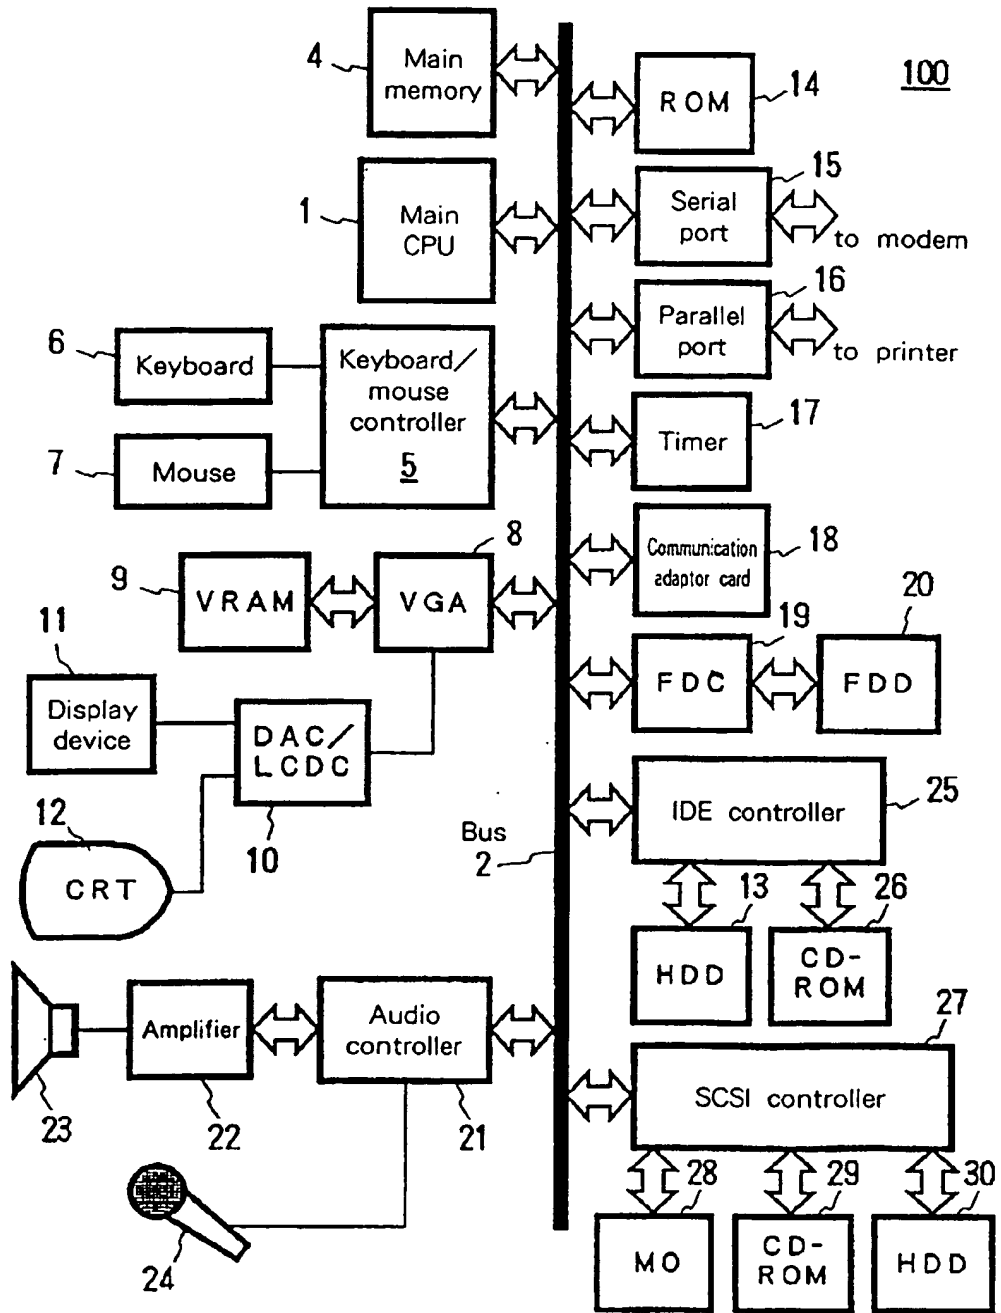 4
Main
memory
ROM
14
100
1
Main
CPU
15
Serial
port
to modem
16
Parallel
port
to printer
6
Keyboard
Keyboard/
mouse
controller
5
7
Mouse
17
Timer
18
Communication
adaptor card
8
9
VRAM
VGA
19
20
FDC
FDD
11
Display
device
DAC/
LCDC
10
12
CRT
Bus
2
IDE controller
25
13
26
HDD
CD-
ROM
27
SCSI controller
23
Amplifier
22
Audio
controller
21
24
28
29
30
MO
CD-
ROM
HDD